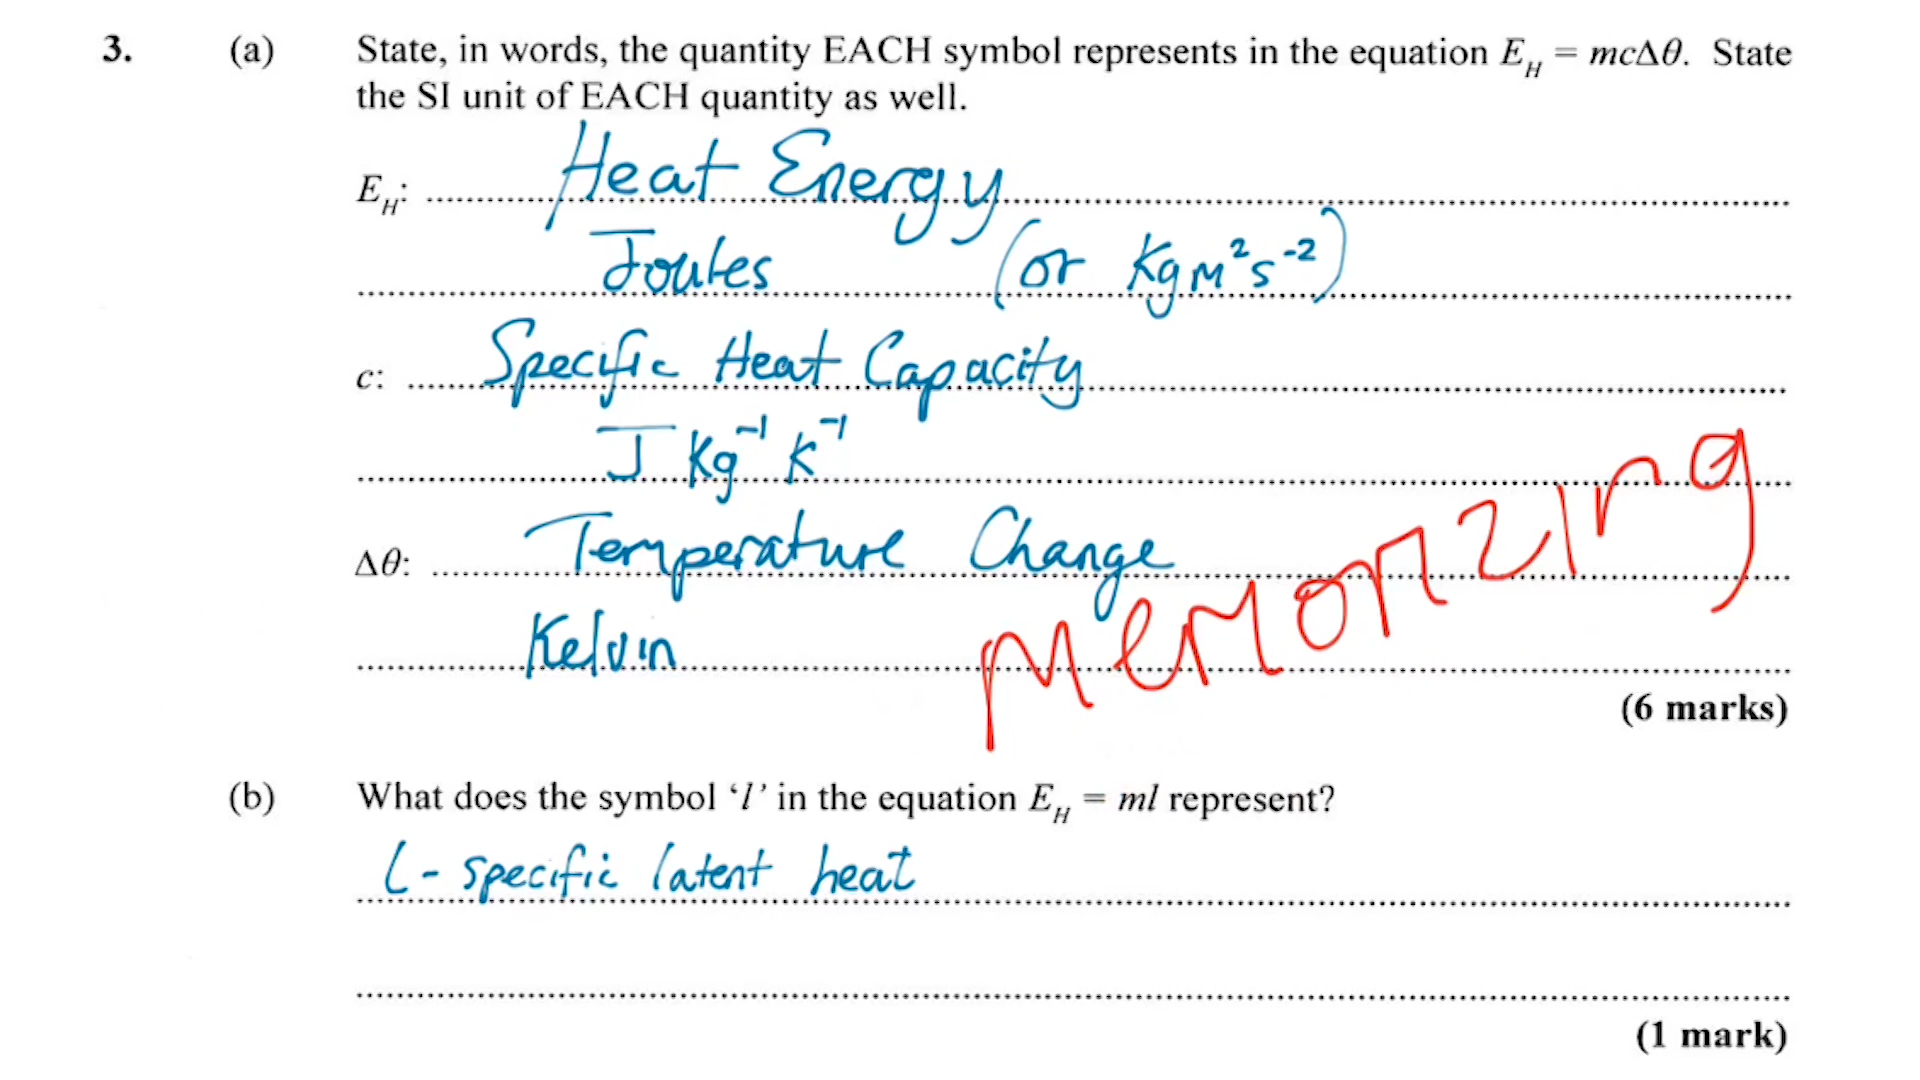 3. (a) State, in words, the quantity EACH symbol represents in the equation E_H = mcΔθ. State
the SI unit of EACH quantity as well.
E_H: Heat Energy
Joules (or Kgm²s⁻²)
c: Specific Heat Capacity
J Kg⁻¹ K⁻¹
Δθ: Temperature Change
Kelvin
memorizing
(6 marks)
(b) What does the symbol ‘l’ in the equation E_H = ml represent?
L - specific latent heat
(1 mark)